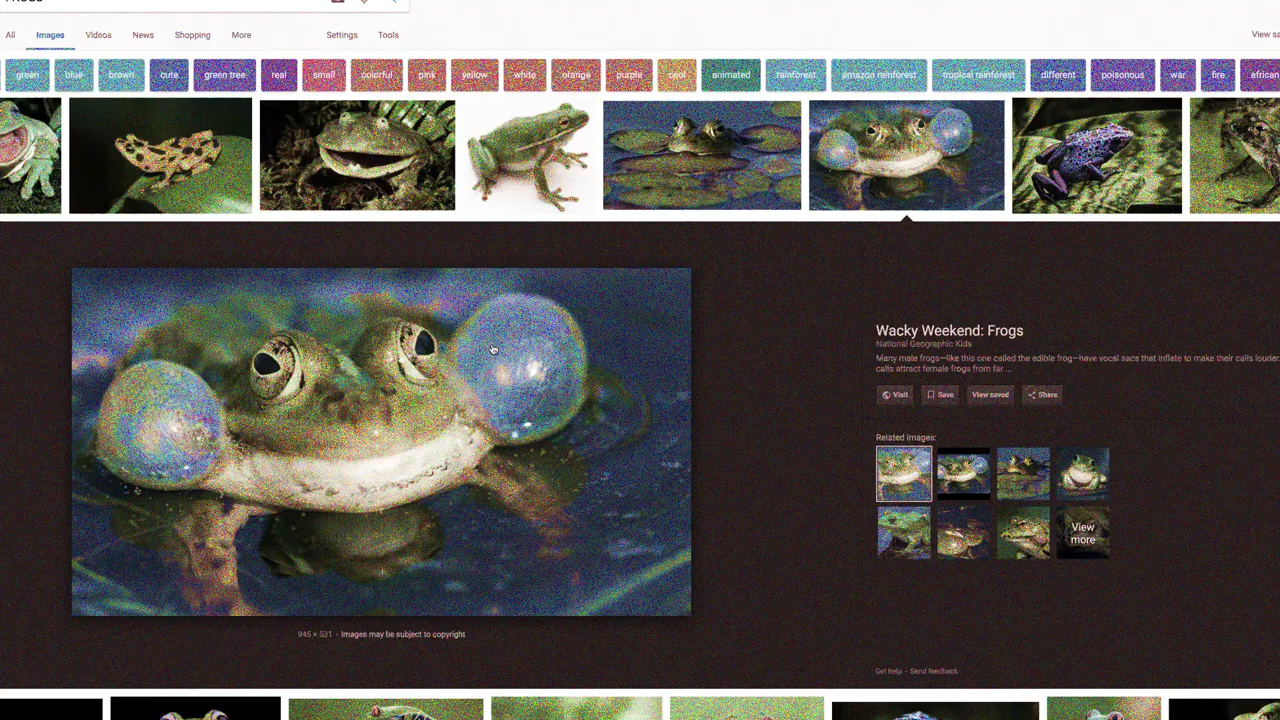 All Images Videos News Shopping More Settings Tools
green blue brown cute green tree real small colorful pink yellow white orange purple cool animated rainforest amazon rainforest tropical rainforest different poisonous war fire african
Wacky Weekend: Frogs
National Geographic Kids
Many male frogs—like this one called the edible frog—have vocal sacs that inflate to make their calls louder.
calls attract female frogs from far ...
Visit Save View saved Share
Related images:
View
more
946 × 531 - Images may be subject to copyright
Get help - Send feedback